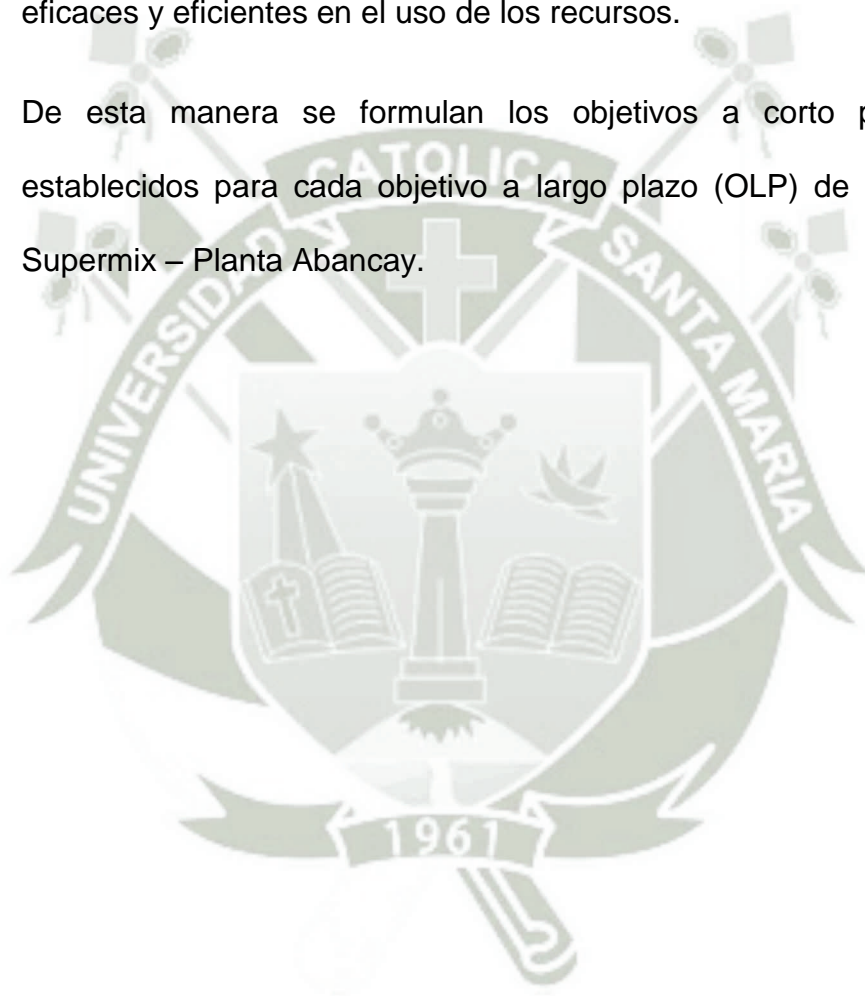 eficaces y eficientes en el uso de los recursos.
De esta manera se formulan los objetivos a corto
establecidos para cada objetivo a largo plazo (OLP) de
Supermix – Planta Abancay.
UNIVERSIDAD CATOLICA SANTA MARIA
1961